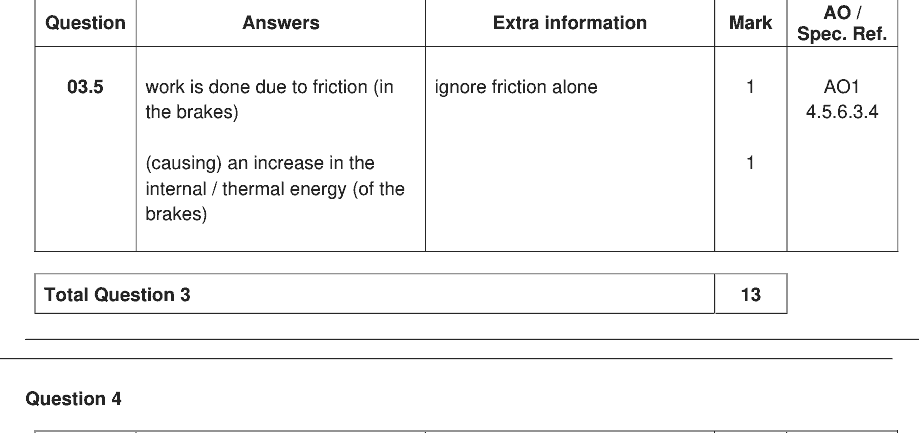 Question Answers Extra information Mark AO /
Spec. Ref.
03.5 work is done due to friction (in ignore friction alone 1 AO1
the brakes) 4.5.6.3.4
(causing) an increase in the 1
internal / thermal energy (of the
brakes)
Total Question 3 13
Question 4